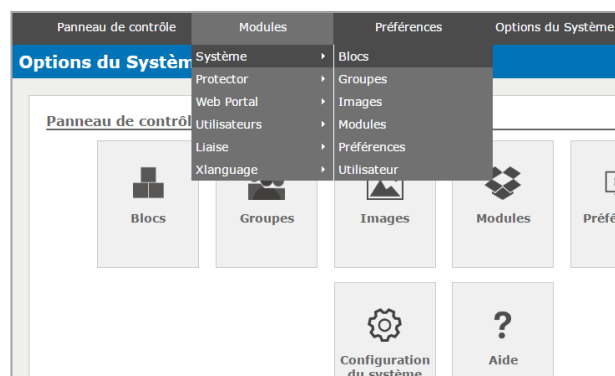 Panneau de contrôle Modules Préférences Options du Système
Options du Systèm
Système Blocs
Protector Groupes
Web Portal Images
Utilisateurs Modules
Liaise Préférences
Xlanguage Utilisateur
Panneau de contrôl
Blocs Groupes Images Modules Préfé
Configuration Aide
du système